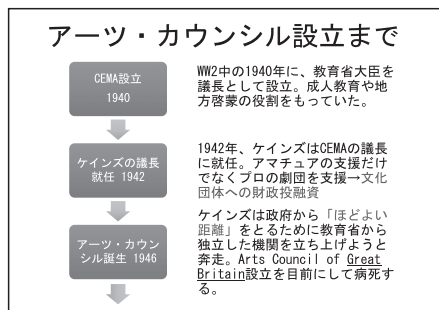 アーツ・カウンシル設立まで
CEMA設立
1940
WW2中の1940年に、教育省大臣を
議長として設立。成人教育や地
方啓蒙の役割をもっていた。
ケインズの議長
就任 1942
1942年、ケインズはCEMAの議長
に就任。アマチュアの支援だけ
でなくプロの劇団を支援→文化
団体への財政投融資
アーツ・カウン
シル誕生 1946
ケインズは政府から「ほどよい
距離」をとるために教育省から
独立した機関を立ち上げようと
奔走。Arts Council of Great
Britain設立を目前にして病死す
る。